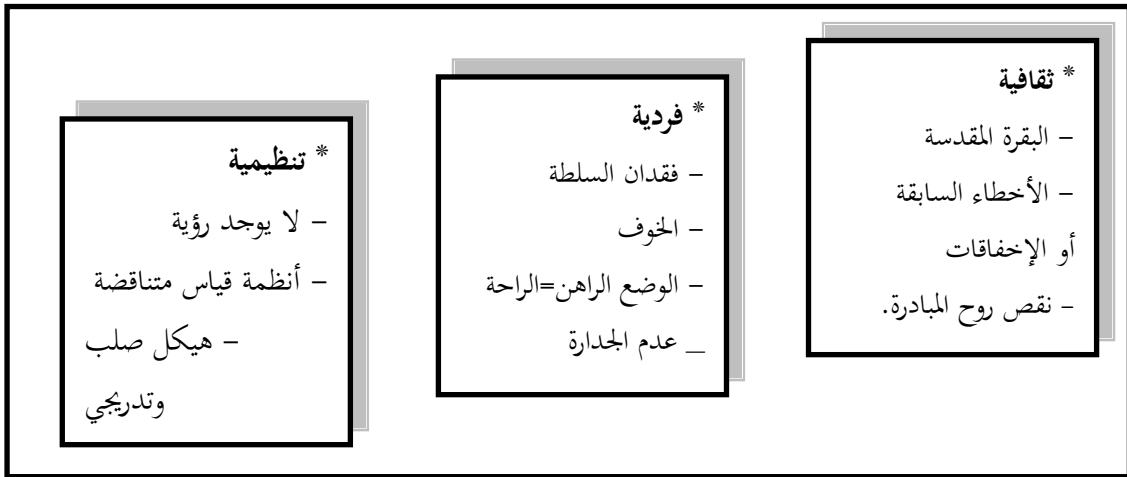 * ثقافية
- البقرة المقدسة
- الأخطاء السابقة
أو الإخفاقات
- نقص روح المبادرة.
* فردية
- فقدان السلطة
- الخوف
- الوضع الراهن=الراحة
_ عدم الجدارة
* تنظيمية
- لا يوجد رؤية
- أنظمة قياس متناقضة
- هيكل صلب
وتدريجي